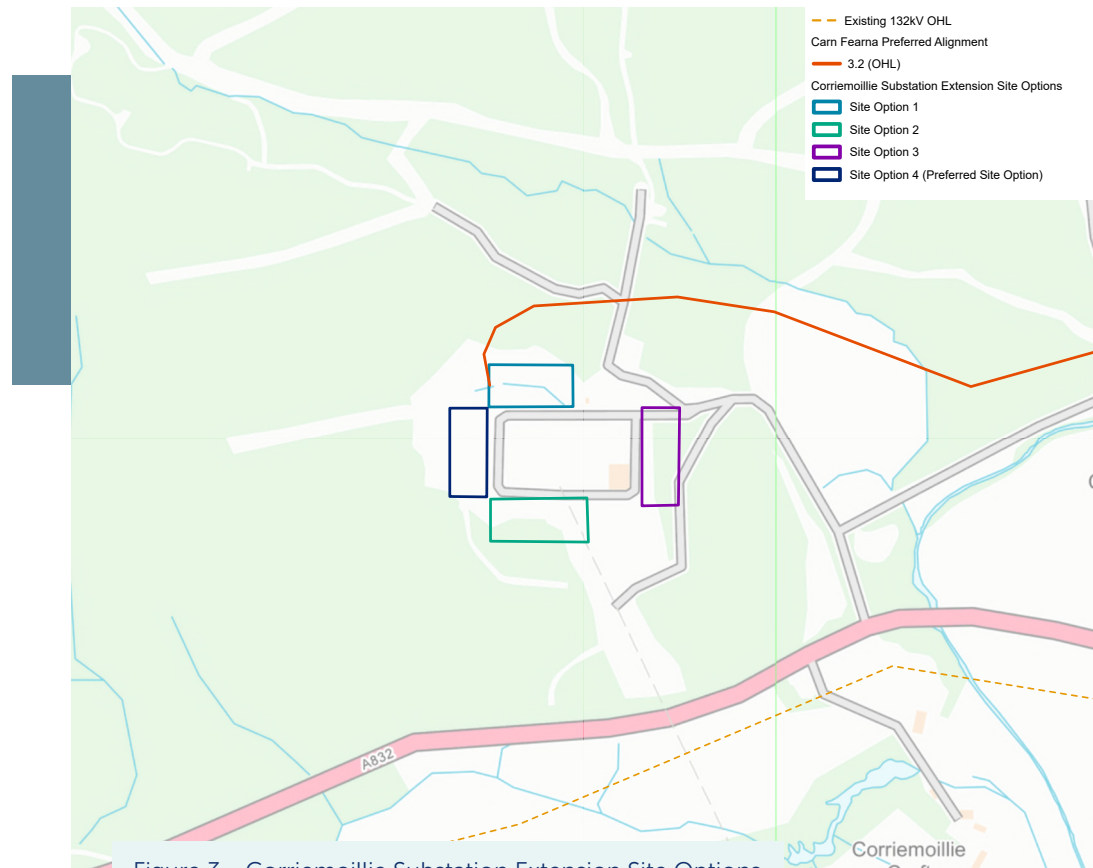 Existing 132kV OHL
Carn Fearna Preferred Alignment
3.2 (OHL)
Corriemoillie Substation Extension Site Options
Site Option 1
Site Option 2
Site Option 3
Site Option 4 (Preferred Site Option)
A832
Corriemoillie